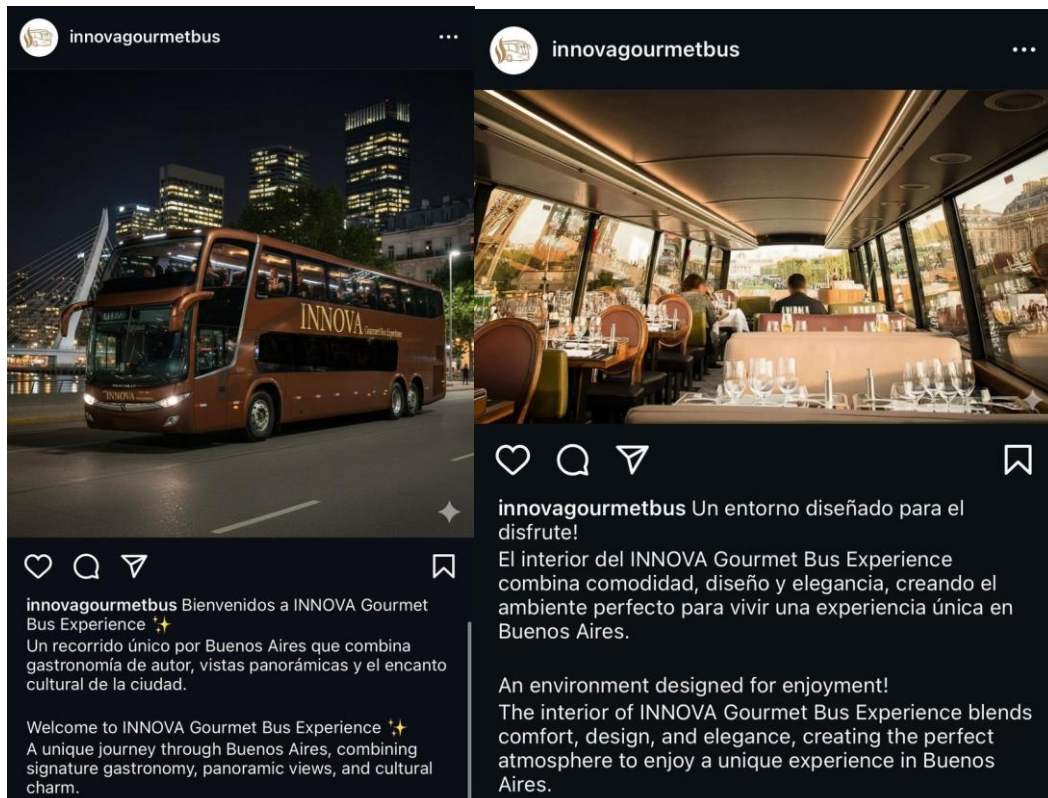 innovagourmetbus
INNOVA
Gourmet Bus Experience
INNOVA
innovagourmetbus Bienvenidos a INNOVA Gourmet
Bus Experience ✨
Un recorrido único por Buenos Aires que combina
gastronomía de autor, vistas panorámicas y el encanto
cultural de la ciudad.
Welcome to INNOVA Gourmet Bus Experience ✨
A unique journey through Buenos Aires, combining
signature gastronomy, panoramic views, and cultural
charm.
innovagourmetbus
innovagourmetbus Un entorno diseñado para el
disfrute!
El interior del INNOVA Gourmet Bus Experience
combina comodidad, diseño y elegancia, creando el
ambiente perfecto para vivir una experiencia única en
Buenos Aires.
An environment designed for enjoyment!
The interior of INNOVA Gourmet Bus Experience blends
comfort, design, and elegance, creating the perfect
atmosphere to enjoy a unique experience in Buenos
Aires.